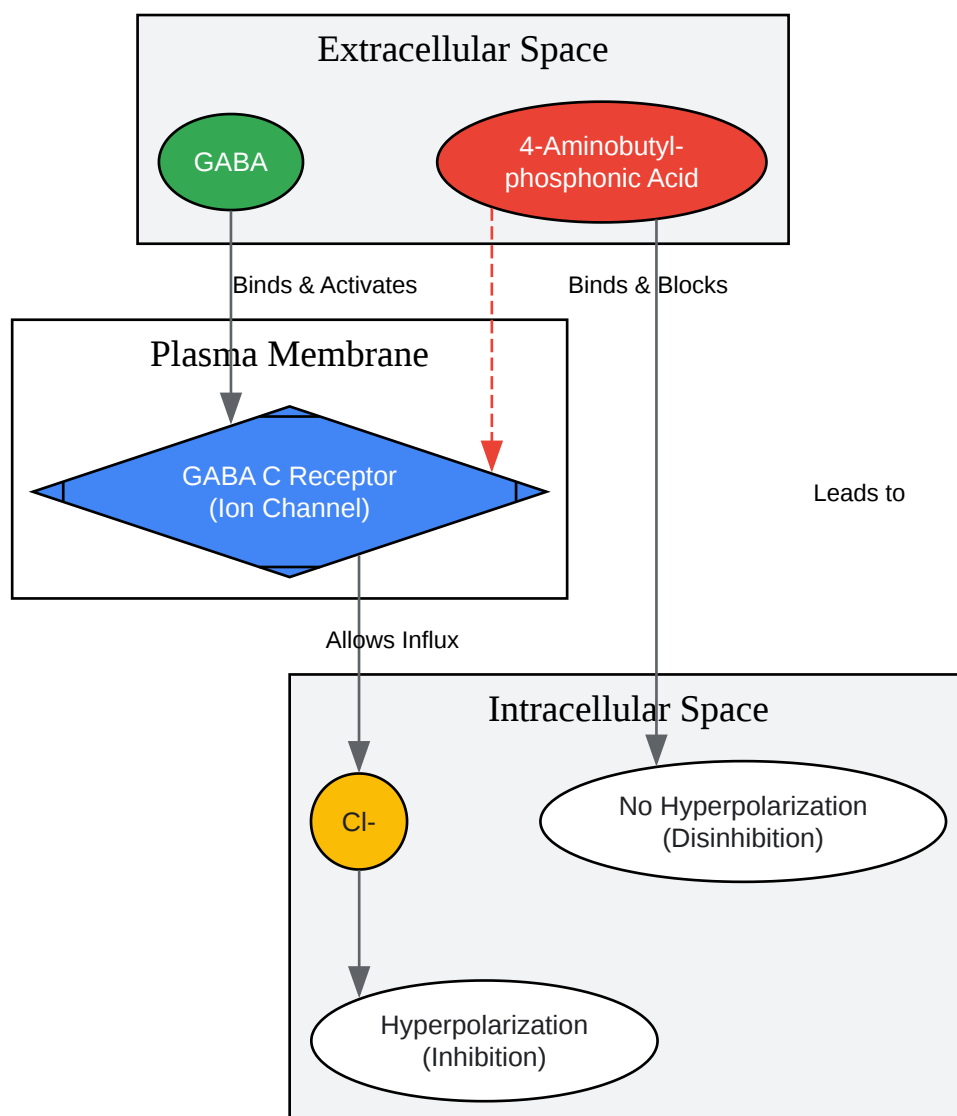 Extracellular Space
GABA
4-Aminobutyl-
phosphonic Acid
Binds & Activates
Binds & Blocks
Plasma Membrane
GABA C Receptor
(Ion Channel)
Leads to
Allows Influx
Intracellular Space
Cl-
No Hyperpolarization
(Disinhibition)
Hyperpolarization
(Inhibition)